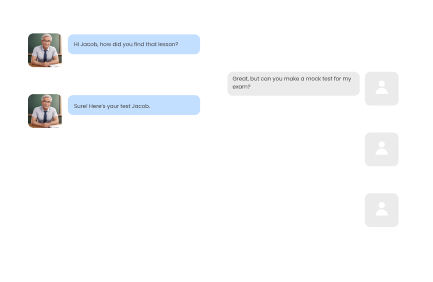 Hi Jacob, how did you find that lesson?
Great, but can you make a mock test for my
exam?
Sure! Here's your test Jacob.